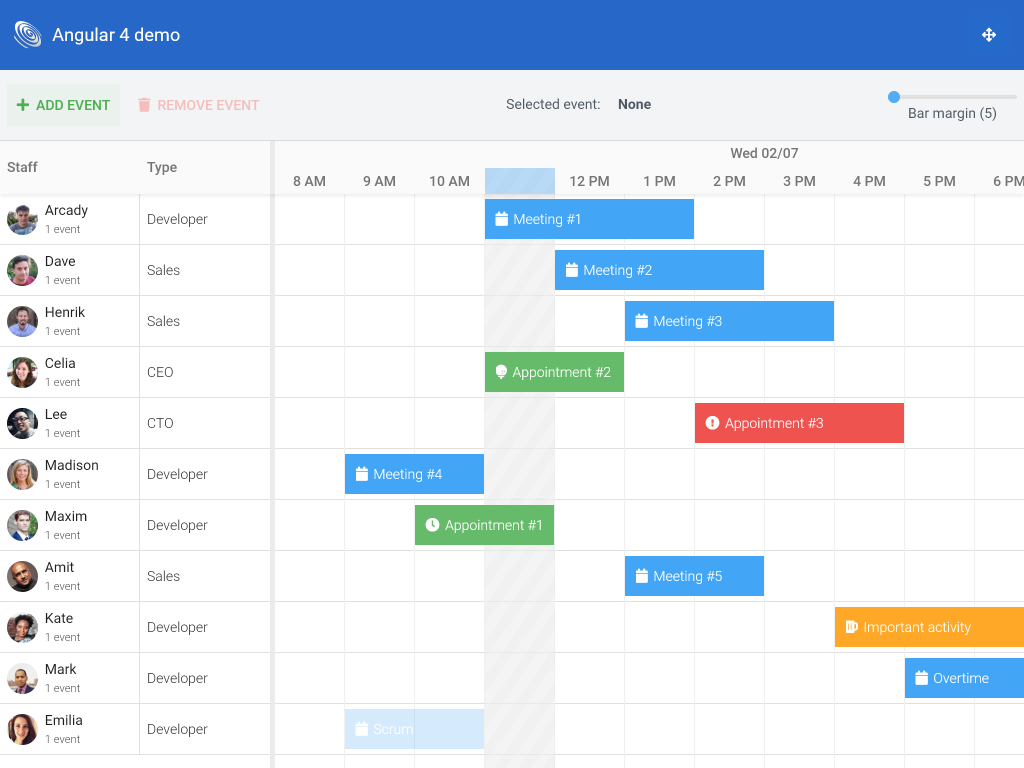 Angular 4 demo
ADD EVENT
REMOVE EVENT
Selected event: None
Bar margin (5)
Staff
Type
Wed 02/07
8 AM 9 AM 10 AM 12 PM 1 PM 2 PM 3 PM 4 PM 5 PM 6 PM
Arcady
1 event
Developer
Meeting #1
Dave
1 event
Sales
Meeting #2
Henrik
1 event
Sales
Meeting #3
Celia
1 event
CEO
Appointment #2
Lee
1 event
CTO
Appointment #3
Madison
1 event
Developer
Meeting #4
Maxim
1 event
Developer
Appointment #1
Amit
1 event
Sales
Meeting #5
Kate
1 event
Developer
Important activity
Mark
1 event
Developer
Overtime
Emilia
1 event
Developer
Scrum